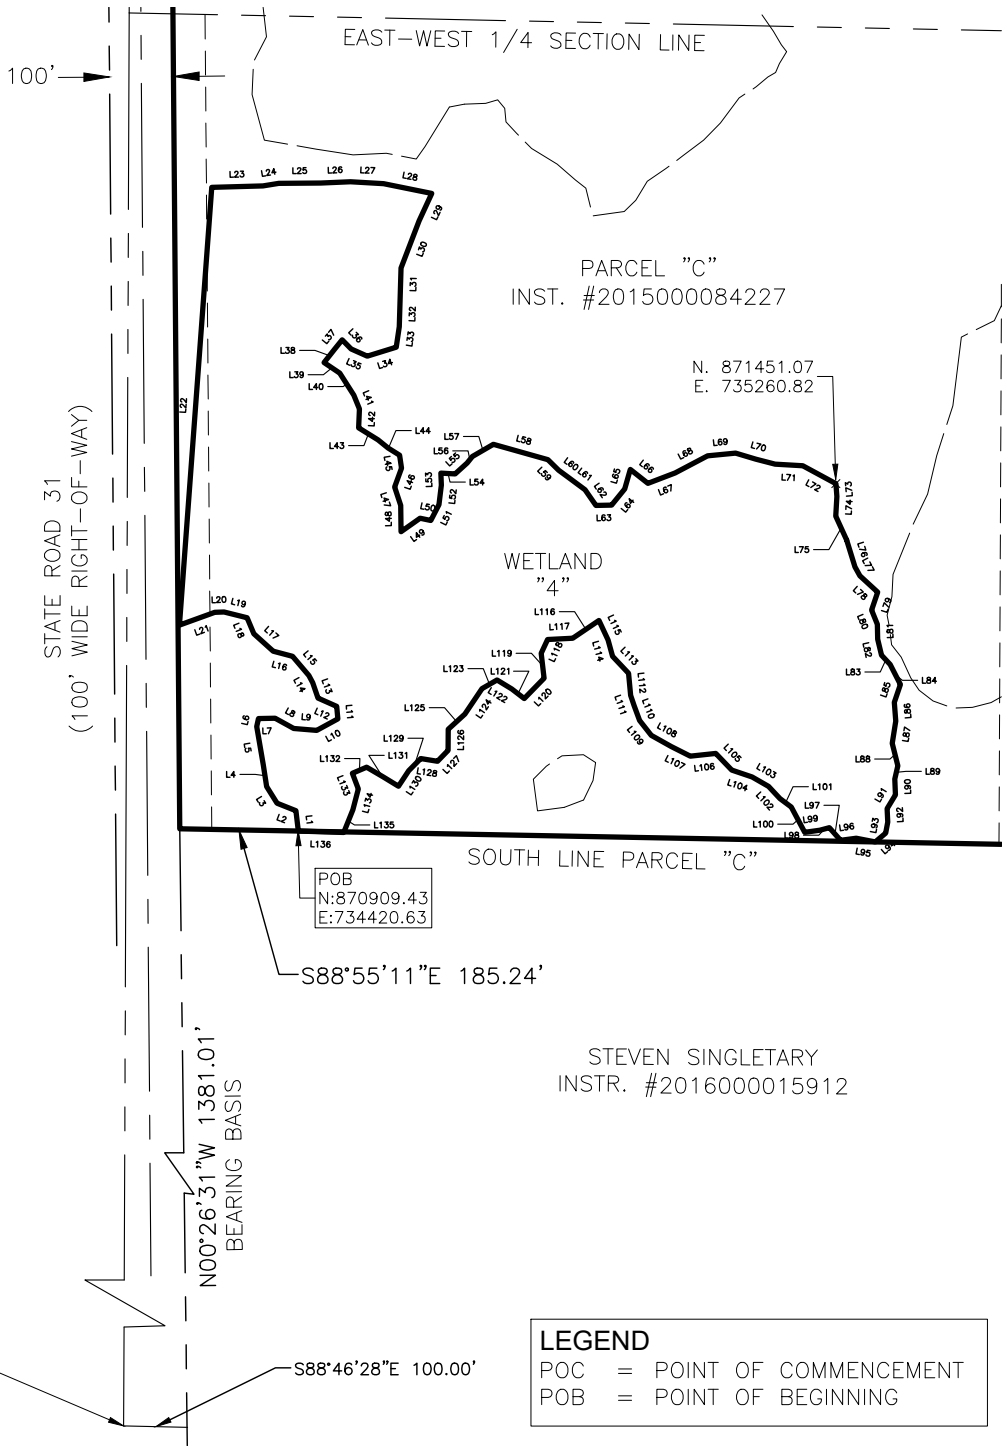 EAST-WEST 1/4 SECTION LINE
100'
L23
L24
L25
L26
L27
L28
L29
L30
L31
L32
L33
L34
L35
L36
L37
L38
L39
L40
L41
L42
L43
L44
L45
L46
L47
L48
L49
L50
L51
L52
L53
L54
L55
L56
L57
L58
L59
L60
L61
L62
L63
L64
L65
L66
L67
L68
L69
L70
L71
L72
L73
L74
L75
L76
L77
L78
L79
L80
L81
L82
L83
L84
L85
L86
L87
L88
L89
L90
L91
L92
L93
L95
L96
L97
L98
L99
L100
L101
L102
L103
L104
L105
L106
L107
L108
L109
L110
L111
L112
L113
L114
L115
L116
L117
L118
L119
L120
L121
L122
L123
L124
L125
L126
L127
L128
L129
L130
L131
L132
L133
L134
L135
L136
L1
L2
L3
L4
L5
L6
L7
L8
L9
L10
L11
L12
L13
L14
L15
L16
L17
L18
L19
L20
L21
L22
PARCEL "C"
INST. #2015000084227
N. 871451.07
E. 735260.82
STATE ROAD 31
(100' WIDE RIGHT-OF-WAY)
WETLAND
"4"
SOUTH LINE PARCEL "C"
POB
N:870909.43
E:734420.63
S88°55'11"E 185.24'
STEVEN SINGLETARY
INSTR. #2016000015912
N00°26'31"W 1381.01'
BEARING BASIS
S88°46'28"E 100.00'
LEGEND
POC = POINT OF COMMENCEMENT
POB = POINT OF BEGINNING